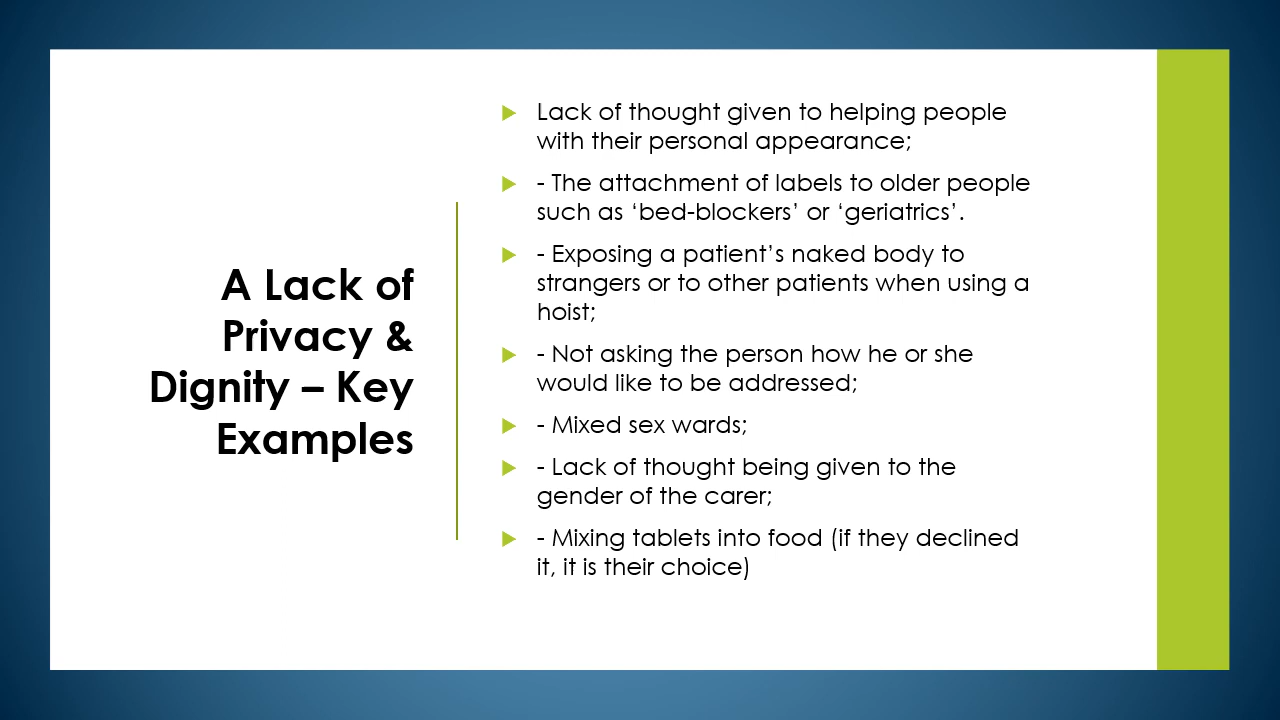 A Lack of
Privacy &
Dignity – Key
Examples
Lack of thought given to helping people
with their personal appearance;
- The attachment of labels to older people
such as ‘bed-blockers’ or ‘geriatrics’.
- Exposing a patient’s naked body to
strangers or to other patients when using a
hoist;
- Not asking the person how he or she
would like to be addressed;
- Mixed sex wards;
- Lack of thought being given to the
gender of the carer;
- Mixing tablets into food (if they declined
it, it is their choice)